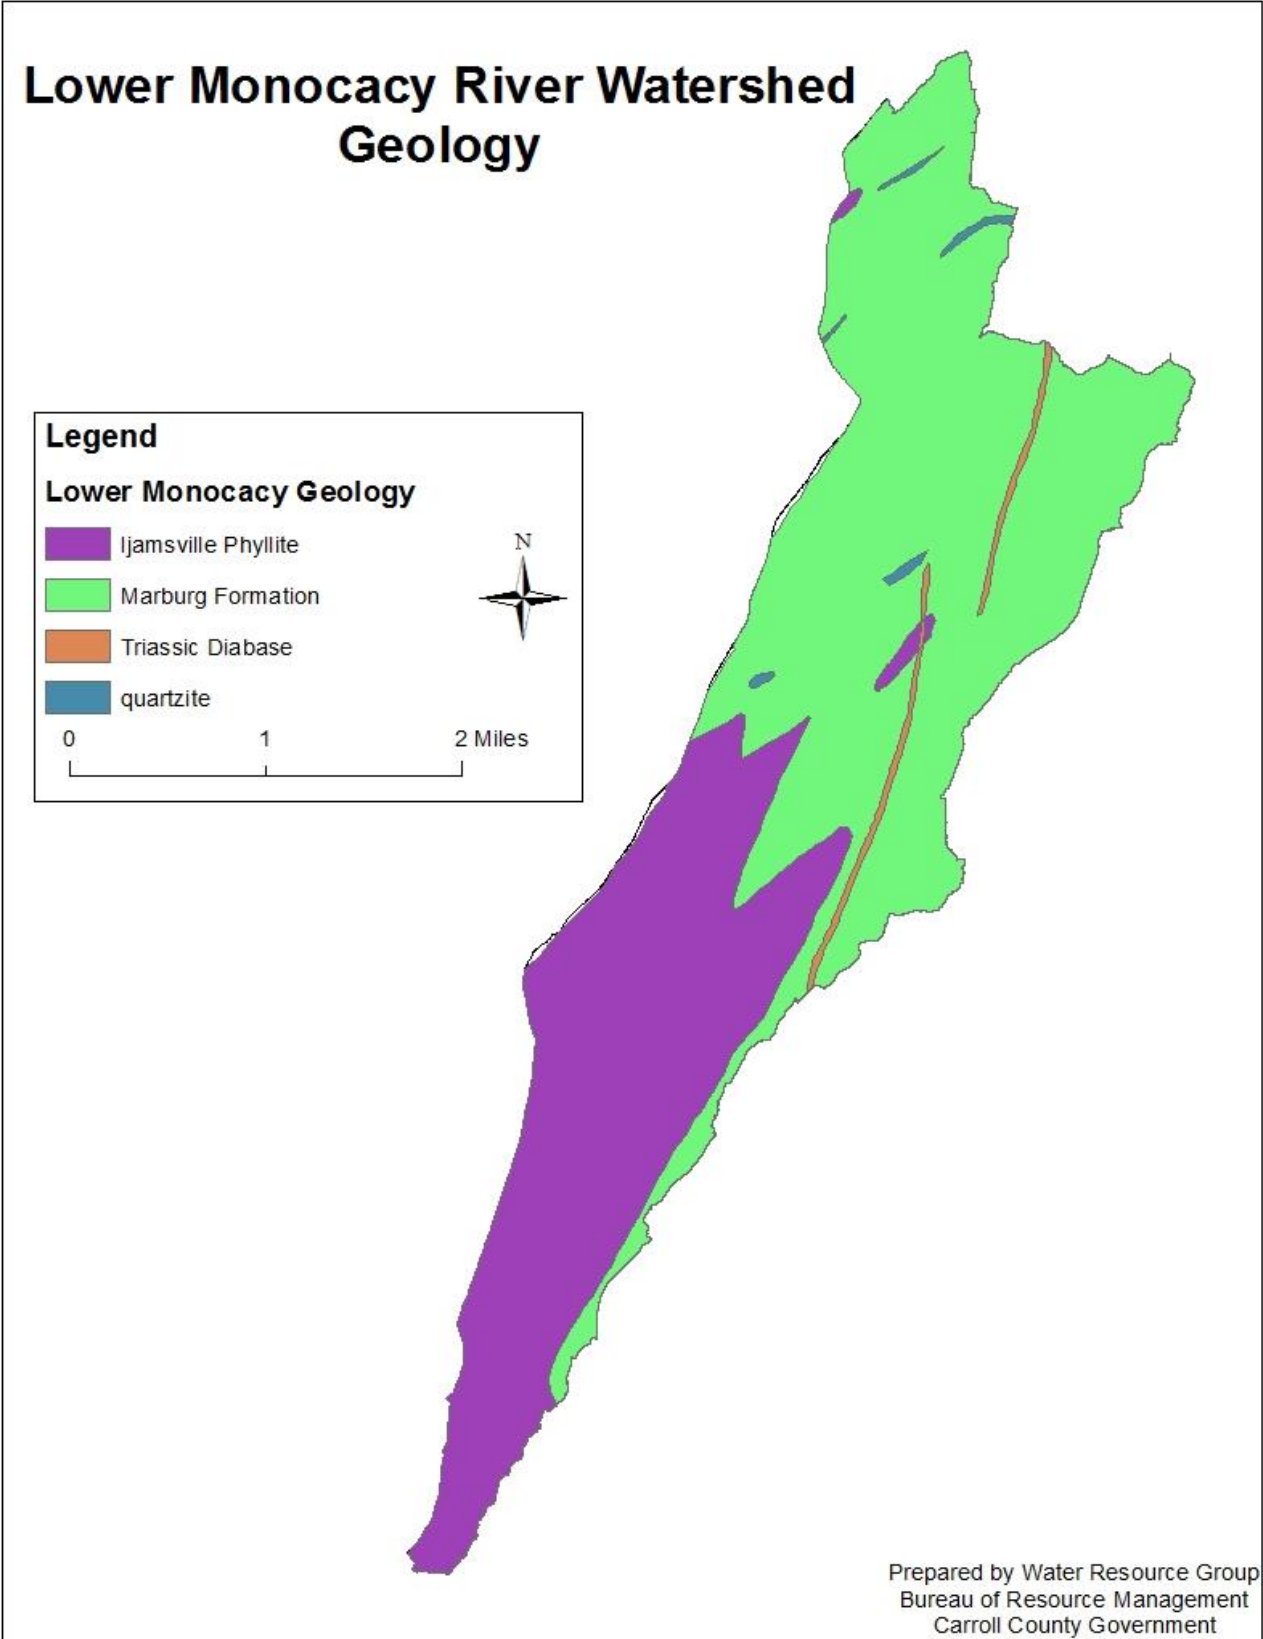 Lower Monocacy River Watershed
Geology
Legend
Lower Monocacy Geology
Ijamsville Phyllite
Marburg Formation
Triassic Diabase
quartzite
N
0 1 2 Miles
Prepared by Water Resource Group
Bureau of Resource Management
Carroll County Government